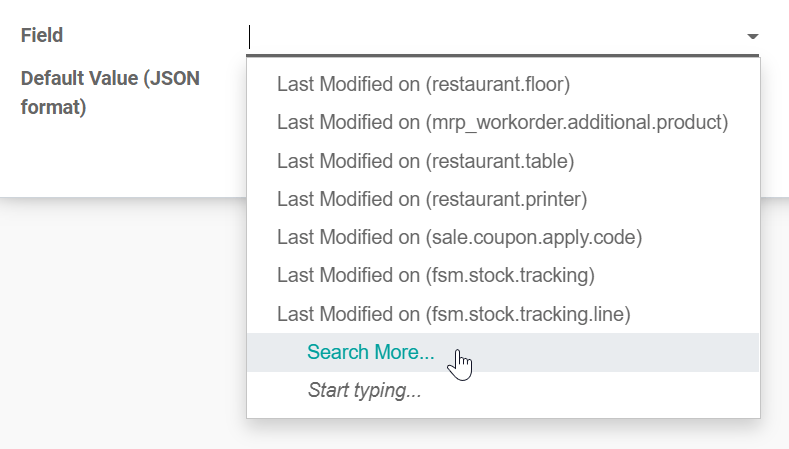 Field
Default Value (JSON
format)
Last Modified on (restaurant.floor)
Last Modified on (mrp_workorder.additional.product)
Last Modified on (restaurant.table)
Last Modified on (restaurant.printer)
Last Modified on (sale.coupon.apply.code)
Last Modified on (fsm.stock.tracking)
Last Modified on (fsm.stock.tracking.line)
Search More...
Start typing...